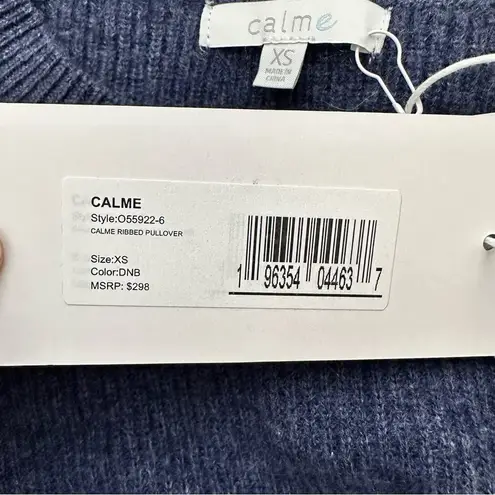 calme
XS
MADE IN
CHINA
CALME
Style:O55922-6
CALME RIBBED PULLOVER
Size:XS
Color:DNB
MSRP: $298
1 96354 04463 7